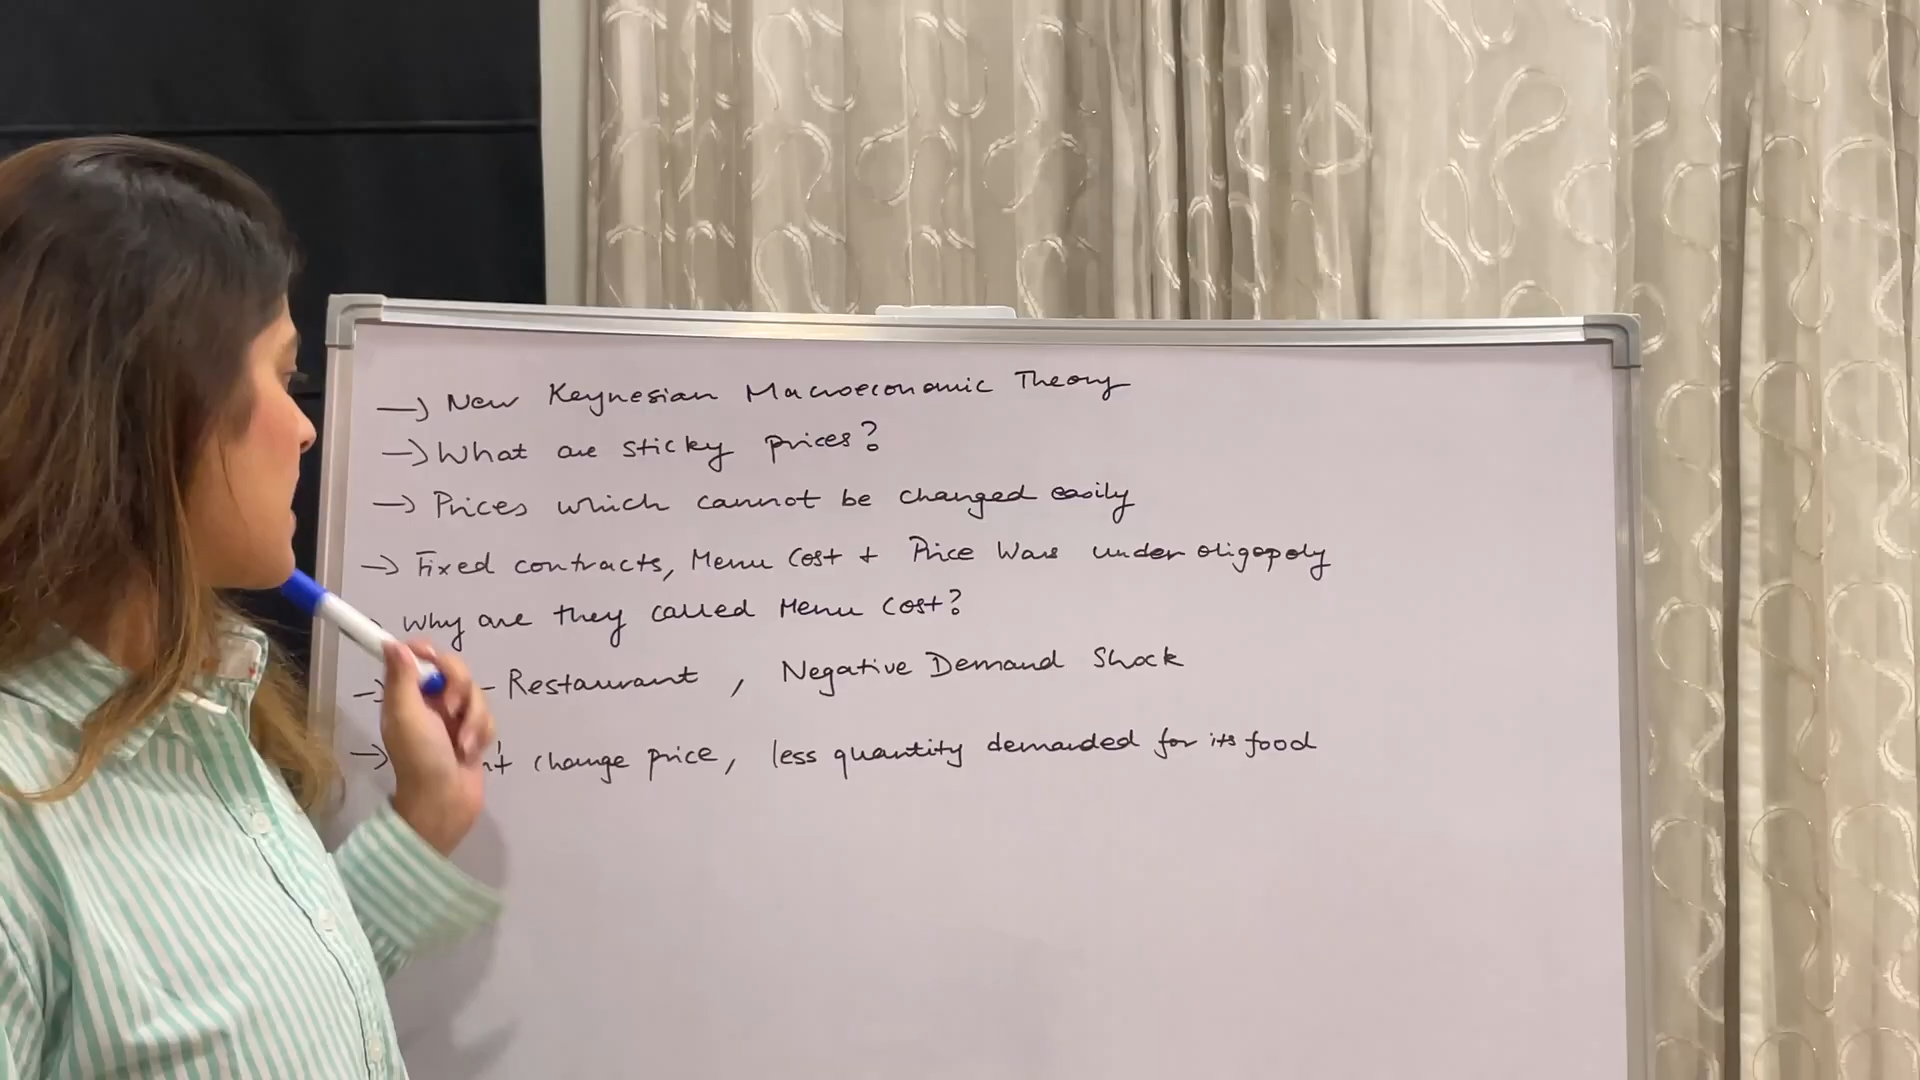 → New Keynesian Macroeconomic Theory
→ What are sticky prices?
→ Prices which cannot be changed easily
→ Fixed contracts, Menu Cost + Price Wars under oligopoly
Why are they called Menu Cost?
→ - Restaurant, Negative Demand Shock
→ change price, less quantity demanded for its food